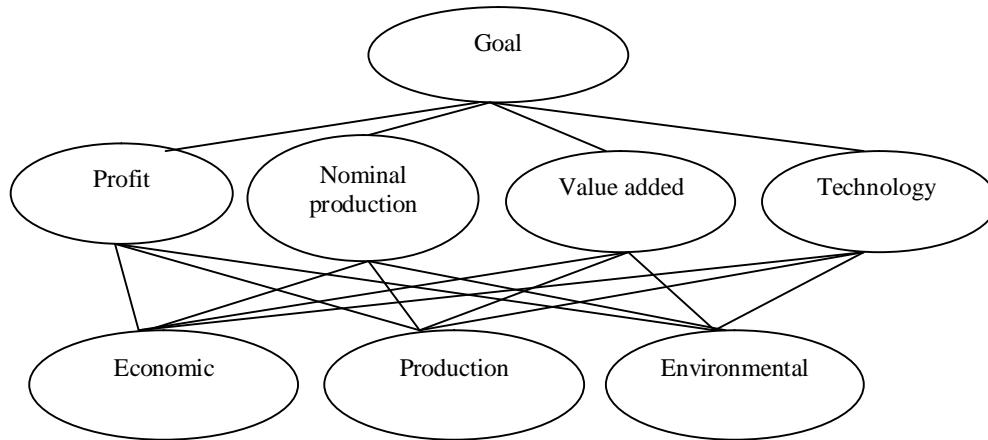 Goal
Profit
Nominal
production
Value added
Technology
Economic
Production
Environmental